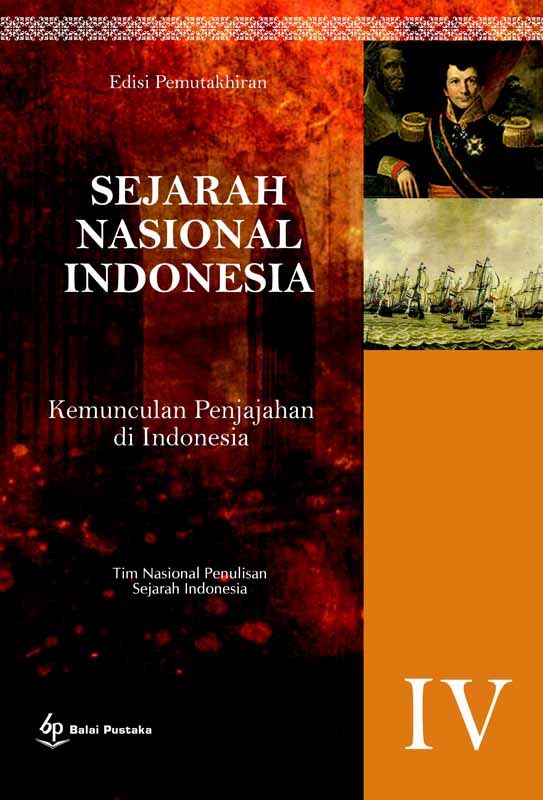 Edisi Pemutakhiran
SEJARAH
NASIONAL
INDONESIA
Kemunculan Penjajahan
di Indonesia
Tim Nasional Penulisan
Sejarah Indonesia
bp Balai Pustaka
IV